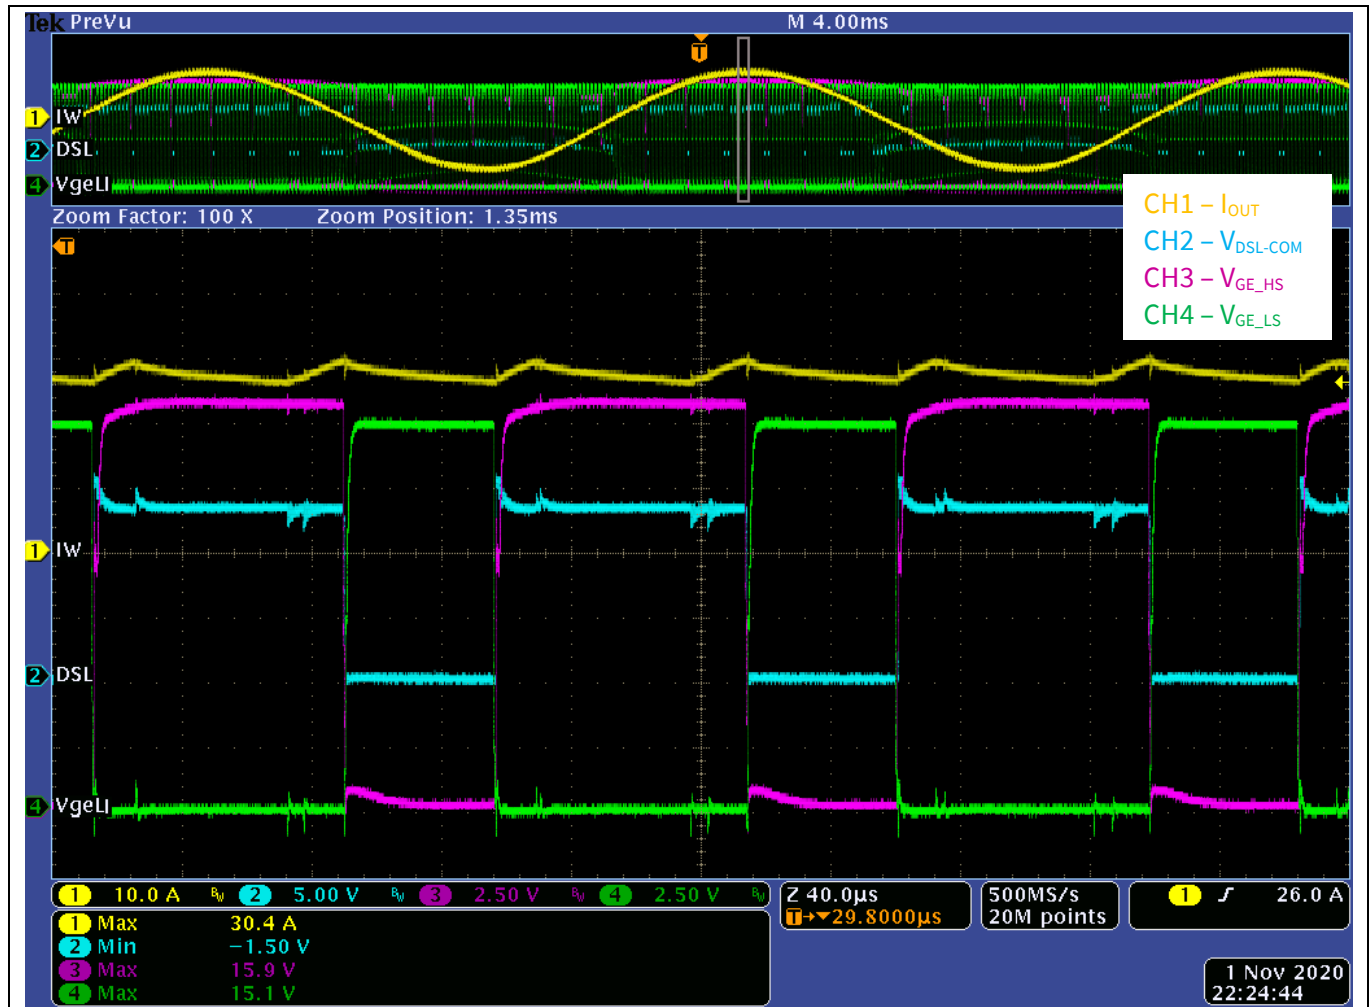 Tek PreVu M 4.00ms
T
1 IW
2 DSL
4 VgeLI
Zoom Factor: 100 X Zoom Position: 1.35ms
CH1 – IOUT
CH2 – VDSL-COM
CH3 – VGE_HS
CH4 – VGE_LS
T
1 IW
2 DSL
4 VgeLI
1 10.0 A BW 2 5.00 V BW 3 2.50 V BW 4 2.50 V BW
Z 40.0µs
T→▼29.8000µs
500MS/s
20M points
1 ʃ 26.0 A
1 Max 30.4 A
2 Min −1.50 V
3 Max 15.9 V
4 Max 15.1 V
1 Nov 2020
22:24:44